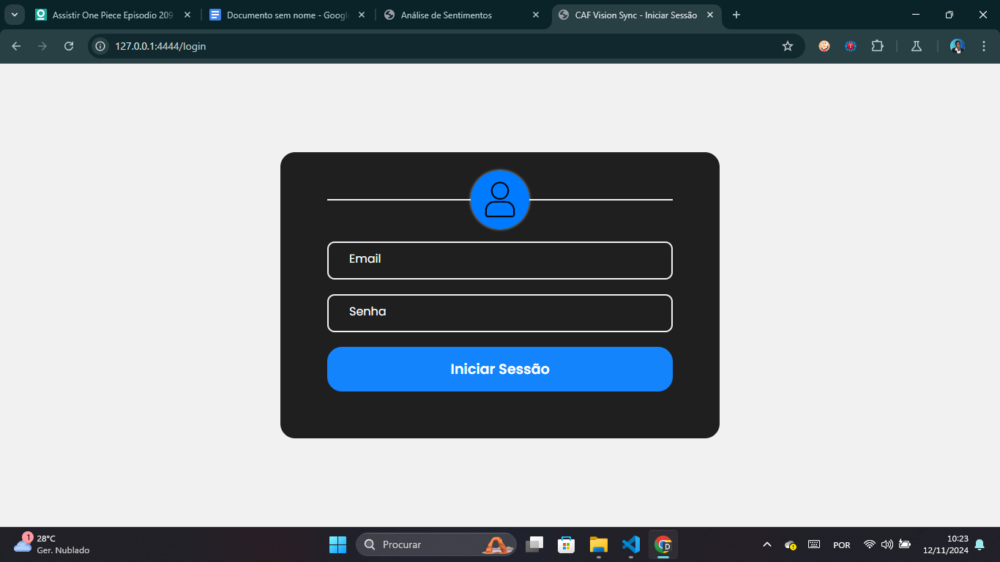 Assistir One Piece Episodio 209
Documento sem nome - Googl
Análise de Sentimentos
CAF Vision Sync - Iniciar Sessão
127.0.0.1:4444/login
Email
Senha
Iniciar Sessão
1
28°C
Ger. Nublado
Procurar
D
POR
10:23
12/11/2024